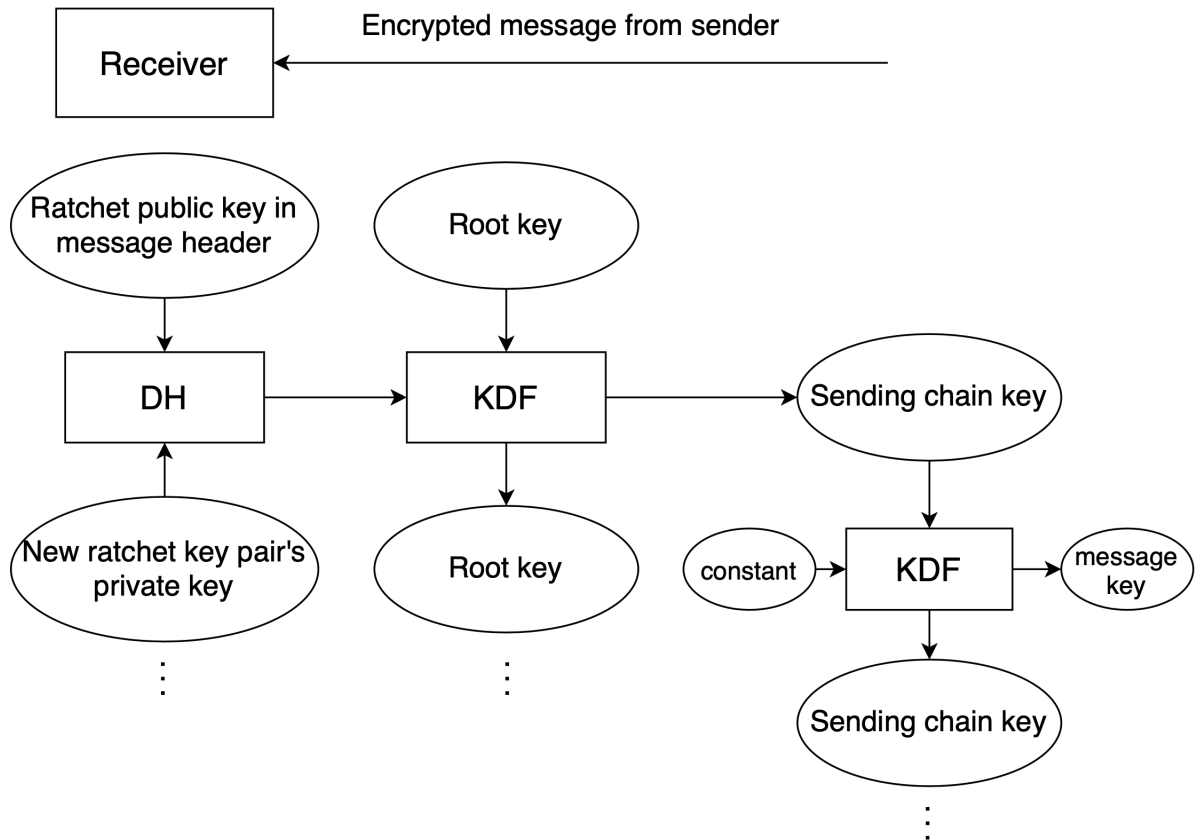 Encrypted message from sender
Receiver
Ratchet public key in
message header
Root key
DH
KDF
Sending chain key
New ratchet key pair's
private key
Root key
constant
KDF
message
key
Sending chain key